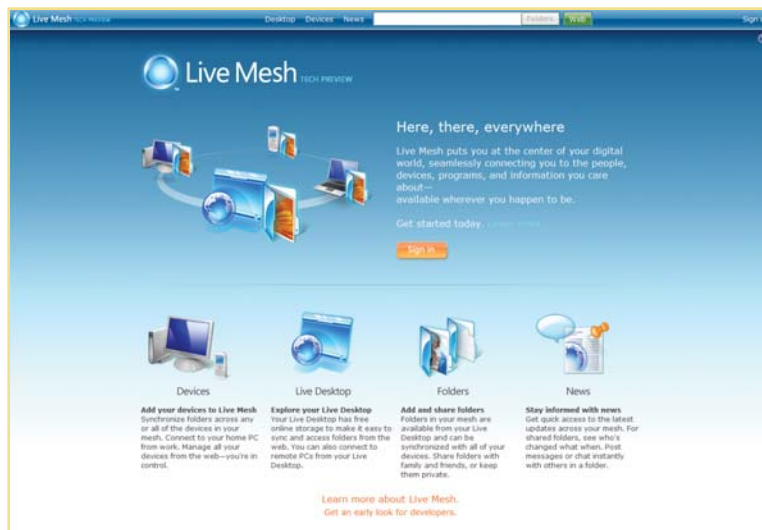 Live Mesh TECH PREVIEW Desktop Devices News Folders Web Sign
Live Mesh TECH PREVIEW
Here, there, everywhere
Live Mesh puts you at the center of your digital
world, seamlessly connecting you to the people,
devices, programs, and information you care
about—
available wherever you happen to be.
Get started today. Learn more.
Sign in
Devices
Add your devices to Live Mesh
Synchronize folders across any
or all of the devices in your
mesh. Connect to your home PC
from work. Manage all your
devices from the web—you're in
control.
Live Desktop
Explore your Live Desktop
Your Live Desktop has free
online storage to make it easy to
sync and access folders from the
web. You can also connect to
remote PCs from your Live
Desktop.
Folders
Add and share folders
Folders in your mesh are
available from your Live
Desktop and can be
synchronized with all of your
devices. Share folders with
family and friends, or keep
them private.
News
Stay informed with news
Get quick access to the latest
updates across your mesh. For
shared folders, see who's
changed what when. Post
messages or chat instantly
with others in a folder.
Learn more about Live Mesh.
Get an early look for developers.